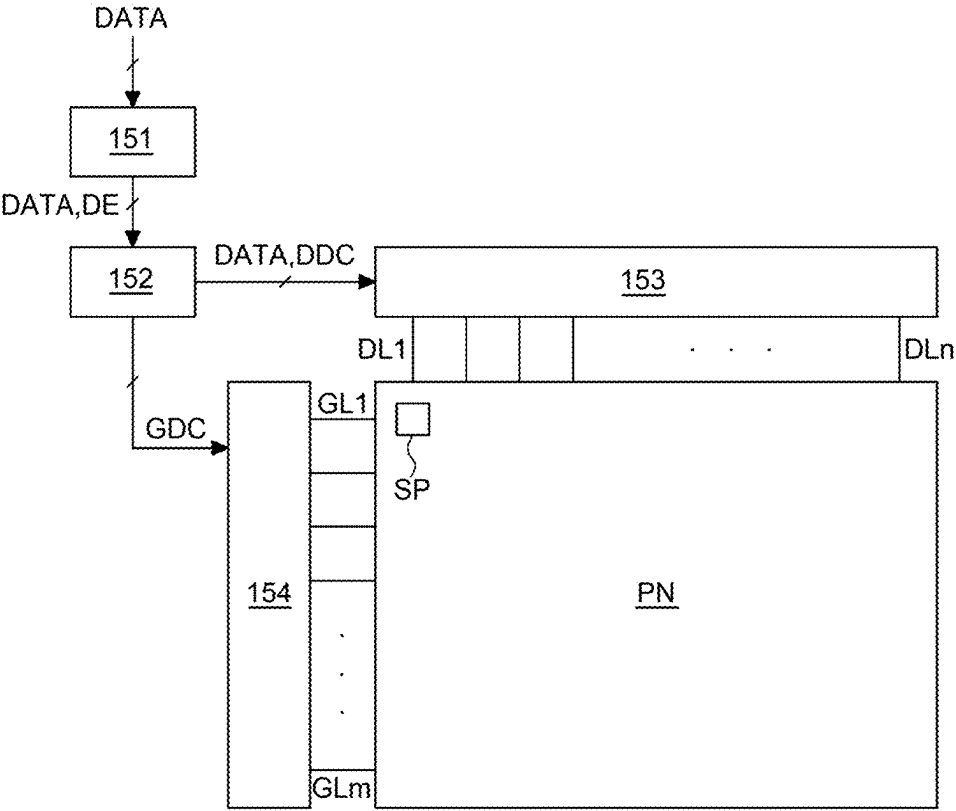 DATA
151
DATA,DE
152
DATA,DDC
153
DL1
. . .
DLn
GDC
GL1
SP
154
PN
.
.
.
GLm